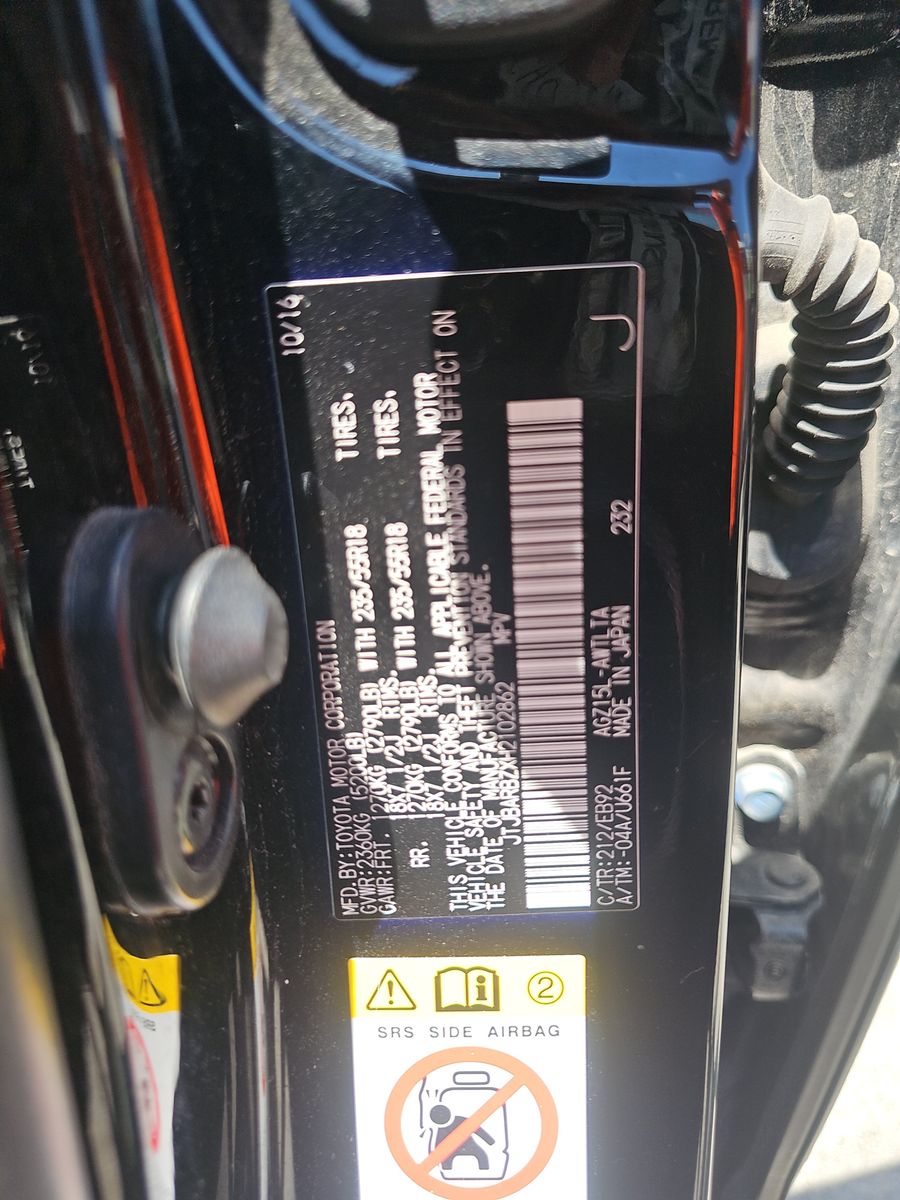 10/16
MFD.BY:TOYOTA MOTOR CORPORATION
GVWR:2360KG (5200LB)
GAWR:FRT. 1270KG (2790LB) WITH 235/55R18 TIRES.
18X7 1/2J RIMS.
RR. 1270KG (2790LB) WITH 235/55R18 TIRES.
18X7 1/2J RIMS.
THIS VEHICLE CONFORMS TO ALL APPLICABLE FEDERAL MOTOR
VEHICLE SAFETY AND THEFT PREVENTION STANDARDS IN EFFECT ON
THE DATE OF MANUFACTURE SHOWN ABOVE.
JTJBARBZXH2102862 MPV
C/TR:212/EB92 AGZ15L-AWTLTA 232
A/TM:-04A/U661F MADE IN JAPAN
J
2
SRS SIDE AIRBAG